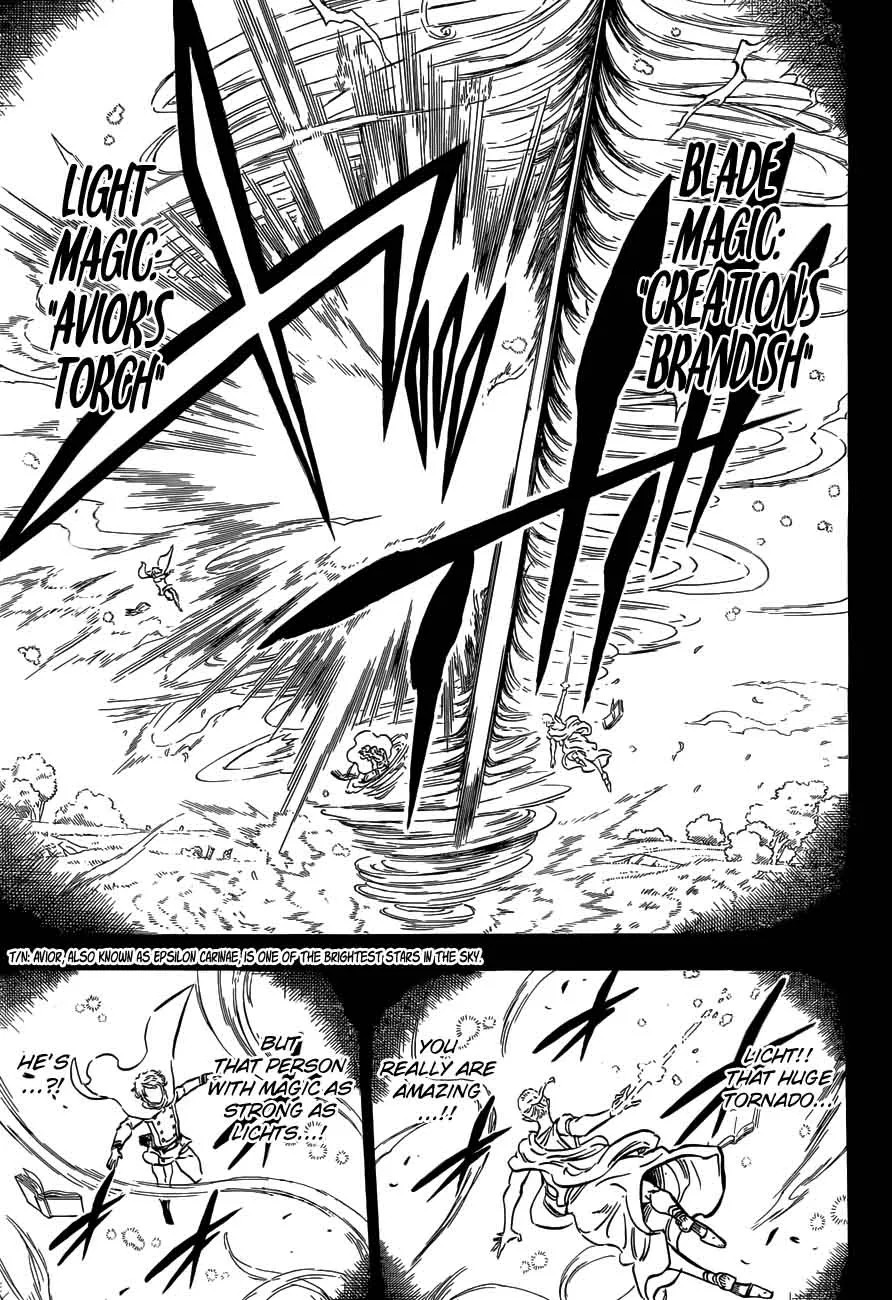 BLADE
MAGIC:
"CREATION'S
BRANDISH"
LIGHT
MAGIC:
"AVIOR'S
TORCH"
T/N: AVIOR, ALSO KNOWN AS EPSILON CARINAE, IS ONE OF THE BRIGHTEST STARS IN THE SKY.
LICHT!!
THAT HUGE
TORNADO...
YOU
REALLY ARE
AMAZING
...!!
BUT
THAT PERSON
WITH MAGIC AS
STRONG AS
LICHTS...!
HE'S
...?!